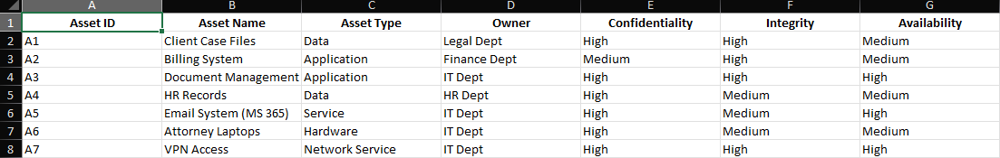 A B C D E F G
1 Asset ID Asset Name Asset Type Owner Confidentiality Integrity Availability
2 A1 Client Case Files Data Legal Dept High High Medium
3 A2 Billing System Application Finance Dept Medium High Medium
4 A3 Document Management Application IT Dept High High High
5 A4 HR Records Data HR Dept High Medium Medium
6 A5 Email System (MS 365) Service IT Dept High Medium High
7 A6 Attorney Laptops Hardware IT Dept High Medium Medium
8 A7 VPN Access Network Service IT Dept High High High